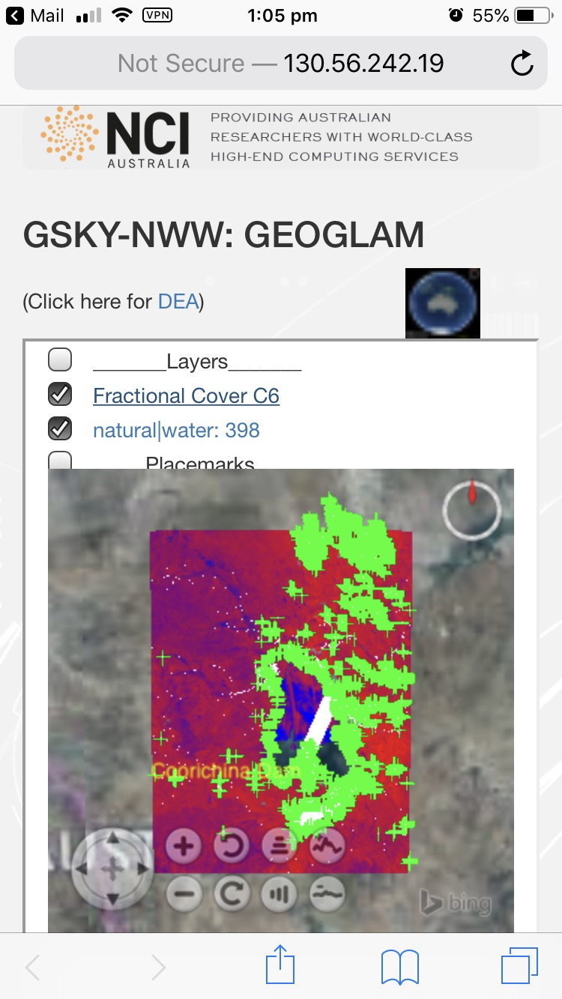 Mail
VPN
1:05 pm
55%
Not Secure — 130.56.242.19
NCI
AUSTRALIA
PROVIDING AUSTRALIAN
RESEARCHERS WITH WORLD-CLASS
HIGH-END COMPUTING SERVICES
GSKY-NWW: GEOGLAM
(Click here for DEA)
_______Layers_______
Fractional Cover C6
natural|water: 398
Placemarks
Coorichina Dam
bing